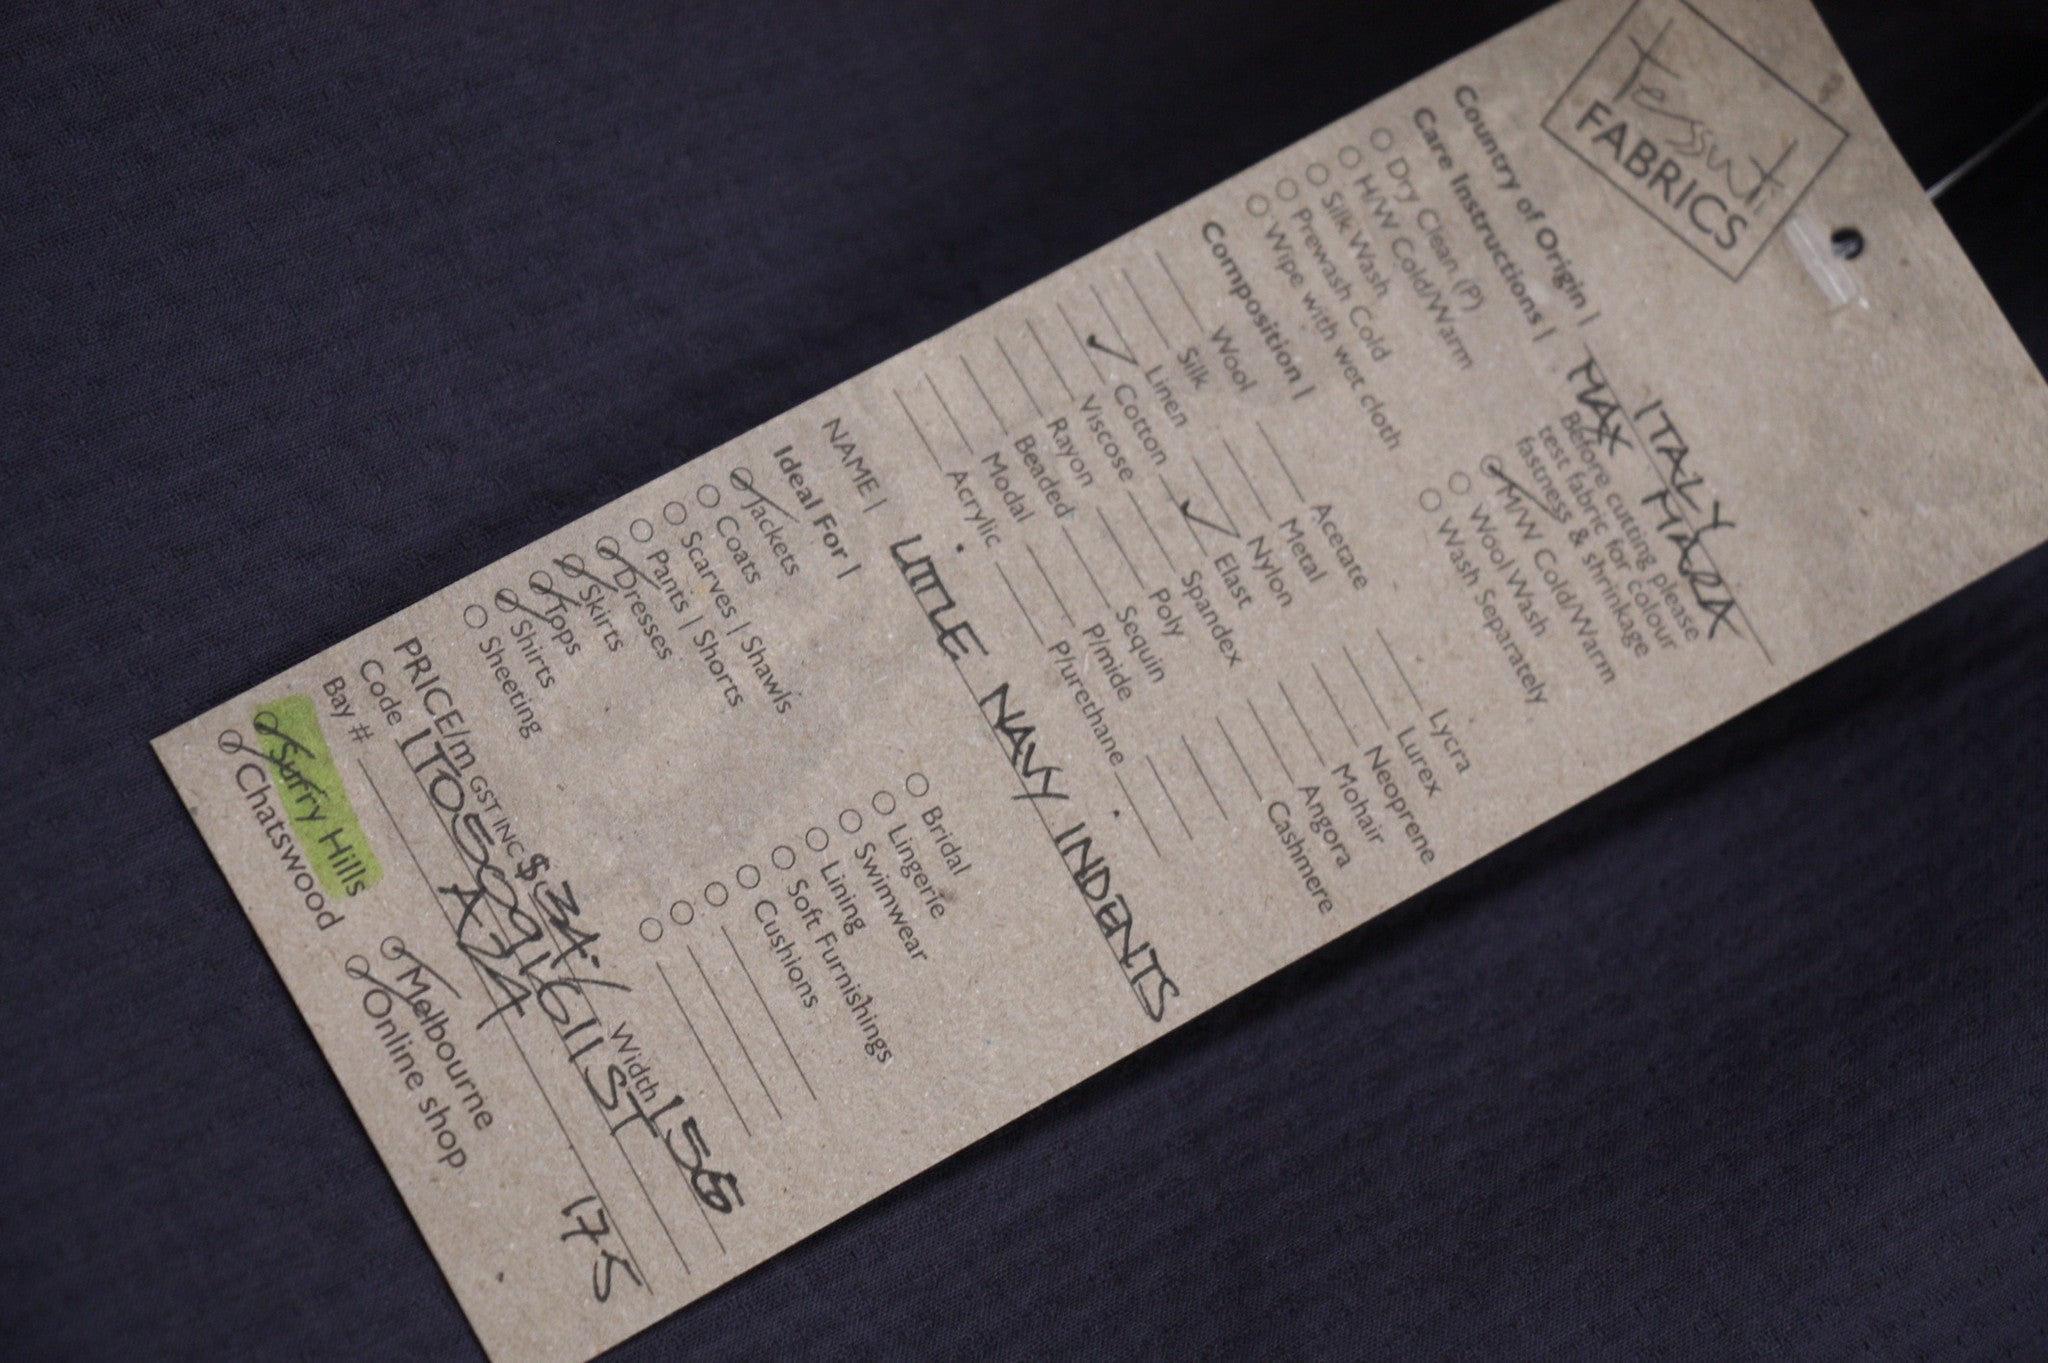 Tessuti
FABRICS
Country of Origin | ITALY
MAX MARA
Care Instructions | Before cutting please
test fabric for colour
fastness & shrinkage
Dry Clean (P)
H/W Cold/Warm
Silk Wash
Prewash Cold
Wipe with wet cloth
M/W Cold/Warm
Wool Wash
Wash Separately
Composition |
Wool Acetate Lycra
Silk Metal Lurex
Linen Nylon Neoprene
✓ Cotton ✓ Elast Mohair
Viscose Spandex Angora
Rayon Poly Cashmere
Beaded Sequin
Modal P/mide
Acrylic P/urethane
NAME | LITTLE NAVY INDENTS
Ideal For |
Jackets Bridal
Coats Lingerie
Scarves | Shawls Swimwear
Pants | Shorts Lining
Dresses Soft Furnishings
Skirts Cushions
Tops
Shirts
Sheeting
PRICE/m GST INC $34.- Width 150
Code
Bay # A74 175
Surry Hills Melbourne
Chatswood Online shop